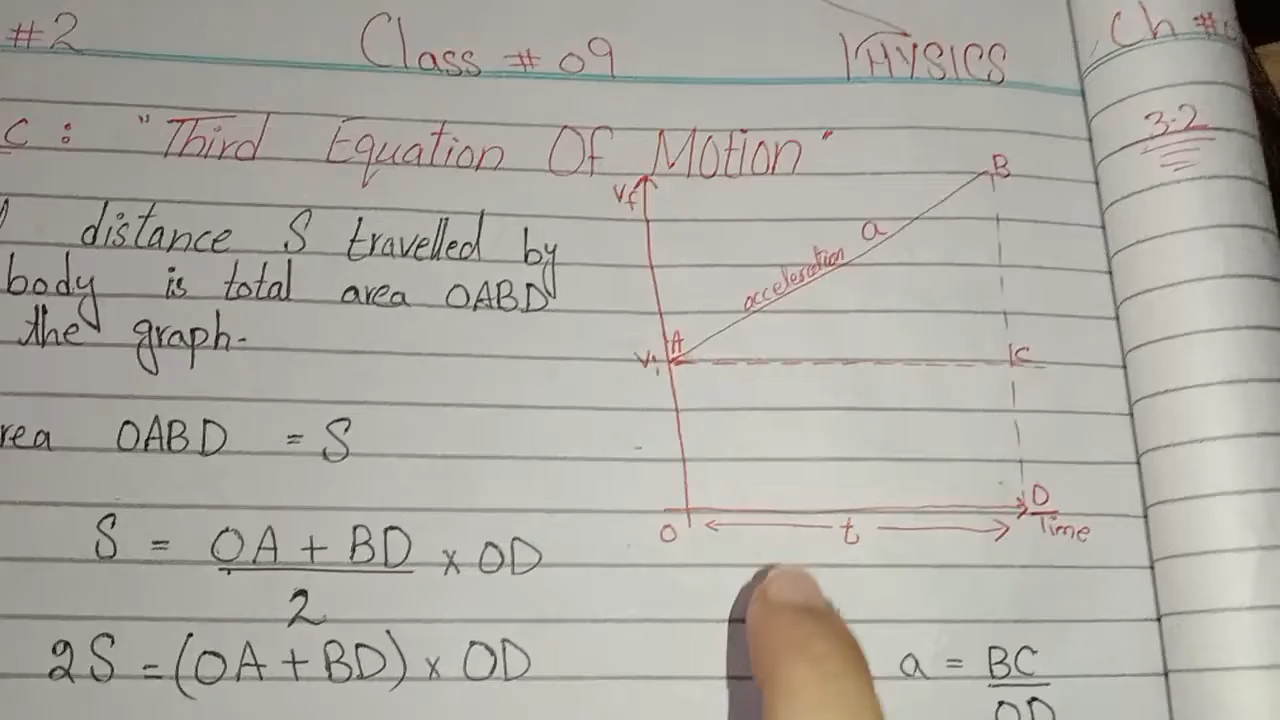 #2 Class # 09 PHYSICS Ch #
3.2
C : "Third Equation Of Motion"
distance S travelled by
body is total area OABD
the graph.
rea OABD = S
S = OA + BD × OD
2
2S = (OA + BD) × OD
Vf
B
acceleration a
A
Vi
C
O
t
D
Time
a = BC
OD